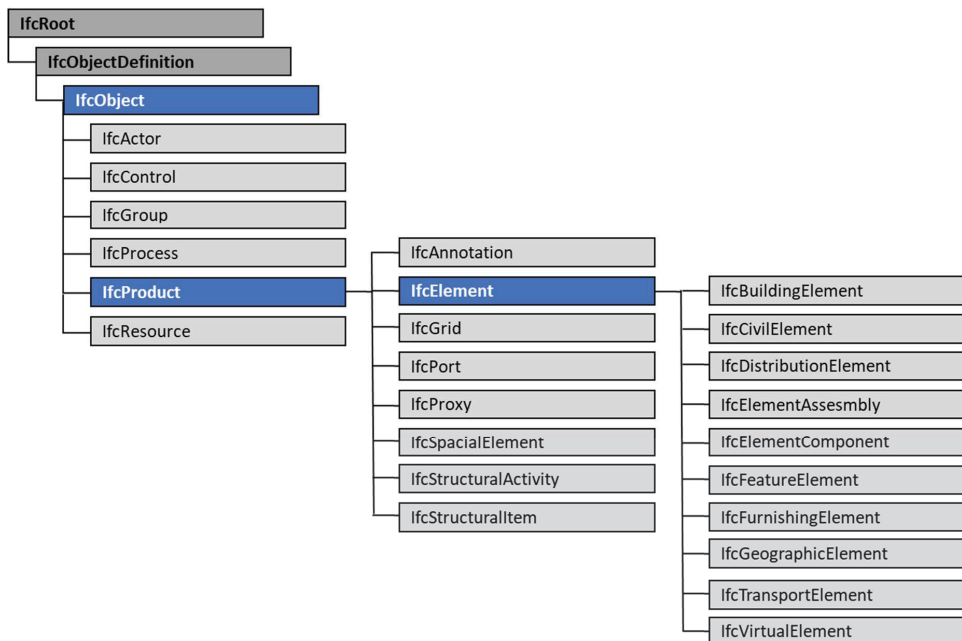 IfcRoot
IfcObjectDefinition
IfcObject
IfcActor
IfcControl
IfcGroup
IfcProcess
IfcProduct
IfcResource
IfcAnnotation
IfcElement
IfcGrid
IfcPort
IfcProxy
IfcSpacialElement
IfcStructuralActivity
IfcStructuralItem
IfcBuildingElement
IfcCivilElement
IfcDistributionElement
IfcElementAssesmbly
IfcElementComponent
IfcFeatureElement
IfcFurnishingElement
IfcGeographicElement
IfcTransportElement
IfcVirtualElement